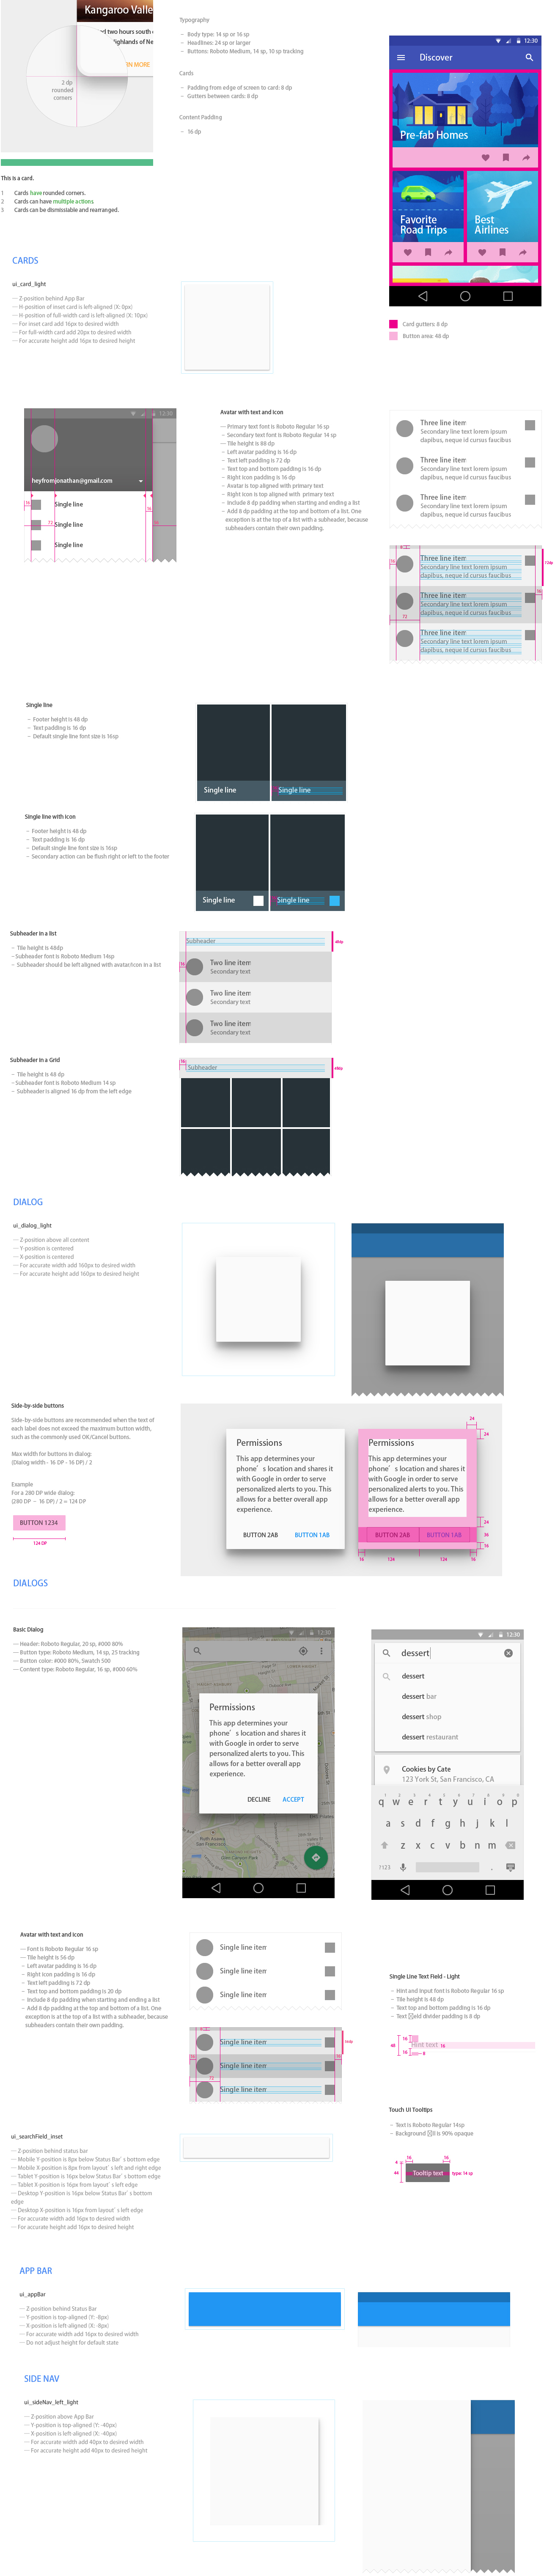 Kangaroo Valle
ed two hours south
ighlands of Ne
RN MORE
2 dp
rounded
corners
Typography
– Body type: 14 sp or 16 sp
– Headlines: 24 sp or larger
– Buttons: Roboto Medium, 14 sp, 10 sp tracking
Cards
– Padding from edge of screen to card: 8 dp
– Gutters between cards: 8 dp
Content Padding
– 16 dp
12:30
Discover
Pre-fab Homes
Favorite
Road Trips
Best
Airlines
Card gutters: 8 dp
Button area: 48 dp
This is a card.
1 Cards have rounded corners.
2 Cards can have multiple actions.
3 Cards can be dismissable and rearranged.
CARDS
ui_card_light
— Z-position behind App Bar
— H-position of inset card is left-aligned (X: 0px)
— H-position of full-width card is left-aligned (X: 10px)
— For inset card add 16px to desired width
— For full-width card add 20px to desired width
— For accurate height add 16px to desired height
12:30
heyfromjonathan@gmail.com
Single line
Single line
Single line
16
72
16
Avatar with text and icon
— Primary text font is Roboto Regular 16 sp
– Secondary text font is Roboto Regular 14 sp
— Tile height is 88 dp
– Left avatar padding is 16 dp
– Text left padding is 72 dp
– Text top and bottom padding is 16 dp
– Right icon padding is 16 dp
– Avatar is top aligned with primary text
– Right icon is top aligned with primary text
– Include 8 dp padding when starting and ending a list
– Add 8 dp padding at the top and bottom of a list. One
exception is at the top of a list with a subheader, because
subheaders contain their own padding.
Three line item
Secondary line text lorem ipsum
dapibus, neque id cursus faucibus
Three line item
Secondary line text lorem ipsum
dapibus, neque id cursus faucibus
Three line item
Secondary line text lorem ipsum
dapibus, neque id cursus faucibus
Three line item
Secondary line text lorem ipsum
dapibus, neque id cursus faucibus
Three line item
Secondary line text lorem ipsum
dapibus, neque id cursus faucibus
Three line item
Secondary line text lorem ipsum
dapibus, neque id cursus faucibus
72dp
72
Single line
– Footer height is 48 dp
– Text padding is 16 dp
– Default single line font size is 16sp
Single line
Single line
Single line with icon
– Footer height is 48 dp
– Text padding is 16 dp
– Default single line font size is 16sp
– Secondary action can be flush right or left to the footer
Single line
Single line
Subheader in a list
– Tile height is 48dp
– Subheader font is Roboto Medium 14sp
– Subheader should be left aligned with avatar/icon in a list
Subheader
48dp
16
Two line item
Secondary text
Two line item
Secondary text
Two line item
Secondary text
Subheader in a Grid
– Tile height is 48 dp
– Subheader font is Roboto Medium 14 sp
– Subheader is aligned 16 dp from the left edge
16
Subheader
48dp
DIALOG
ui_dialog_light
— Z-position above all content
— Y-position is centered
— X-position is centered
— For accurate width add 160px to desired width
— For accurate height add 160px to desired height
Side-by-side buttons
Side-by-side buttons are recommended when the text of
each label does not exceed the maximum button width,
such as the commonly used OK/Cancel buttons.
Max width for buttons in dialog:
(Dialog width - 16 DP - 16 DP) / 2
Example
For a 280 DP wide dialog:
(280 DP – 16 DP) / 2 = 124 DP
BUTTON 1234
124 DP
Permissions
This app determines your
phone’s location and shares it
with Google in order to serve
personalized alerts to you. This
allows for a better overall app
experience.
BUTTON 2AB BUTTON 1AB
Permissions
This app determines your
phone’s location and shares it
with Google in order to serve
personalized alerts to you. This
allows for a better overall app
experience.
BUTTON 2AB BUTTON 1AB
24
24
24
36
16
16 124 124 16
DIALOGS
Basic Dialog
— Header: Roboto Regular, 20 sp, #000 80%
— Button type: Roboto Medium, 14 sp, 25 tracking
— Button color: #000 80%, Swatch 500
— Content type: Roboto Regular, 16 sp, #000 60%
12:30
Permissions
This app determines your
phone’s location and shares it
with Google in order to serve
personalized alerts to you. This
allows for a better overall app
experience.
DECLINE ACCEPT
12:30
dessert
dessert
dessert bar
dessert shop
dessert restaurant
Cookies by Cate
123 York St, San Francisco, CA
q w e r t y u i o p
a s d f g h j k l
z x c v b n m
?123 .
Avatar with text and icon
— Font is Roboto Regular 16 sp
— Tile height is 56 dp
– Left avatar padding is 16 dp
– Right icon padding is 16 dp
– Text left padding is 72 dp
– Text top and bottom padding is 20 dp
– Include 8 dp padding when starting and ending a list
– Add 8 dp padding at the top and bottom of a list. One
exception is at the top of a list with a subheader, because
subheaders contain their own padding.
Single line item
Single line item
Single line item
Single line item
Single line item
Single line item
72
Single Line Text Field - Light
– Hint and Input font is Roboto Regular 16 sp
– Tile height is 48 dp
– Text top and bottom padding is 16 dp
– Text field divider padding is 8 dp
48
16
Hint text
16
16
8
Touch UI Tooltips
– Text is Roboto Regular 14sp
– Background fill is 90% opaque
16 16
44
Tooltip text
type: 14 sp
ui_searchField_inset
— Z-position behind status bar
— Mobile Y-position is 8px below Status Bar’s bottom edge
— Mobile X-position is 8px from layout’s left and right edge
— Tablet Y-position is 16px below Status Bar’s bottom edge
— Tablet X-position is 16px from layout’s left edge
— Desktop Y-position is 16px below Status Bar’s bottom
edge
— Desktop X-position is 16px from layout’s left edge
— For accurate width add 16px to desired width
— For accurate height add 16px to desired height
APP BAR
ui_appBar
— Z-position behind Status Bar
— Y-position is top-aligned (Y: -8px)
— X-position is left-aligned (X: -8px)
— For accurate width add 16px to desired width
— Do not adjust height for default state
SIDE NAV
ui_sideNav_left_light
— Z-position above App Bar
— Y-position is top-aligned (Y: -40px)
— X-position is left-aligned (X: -40px)
— For accurate width add 40px to desired width
— For accurate height add 40px to desired height